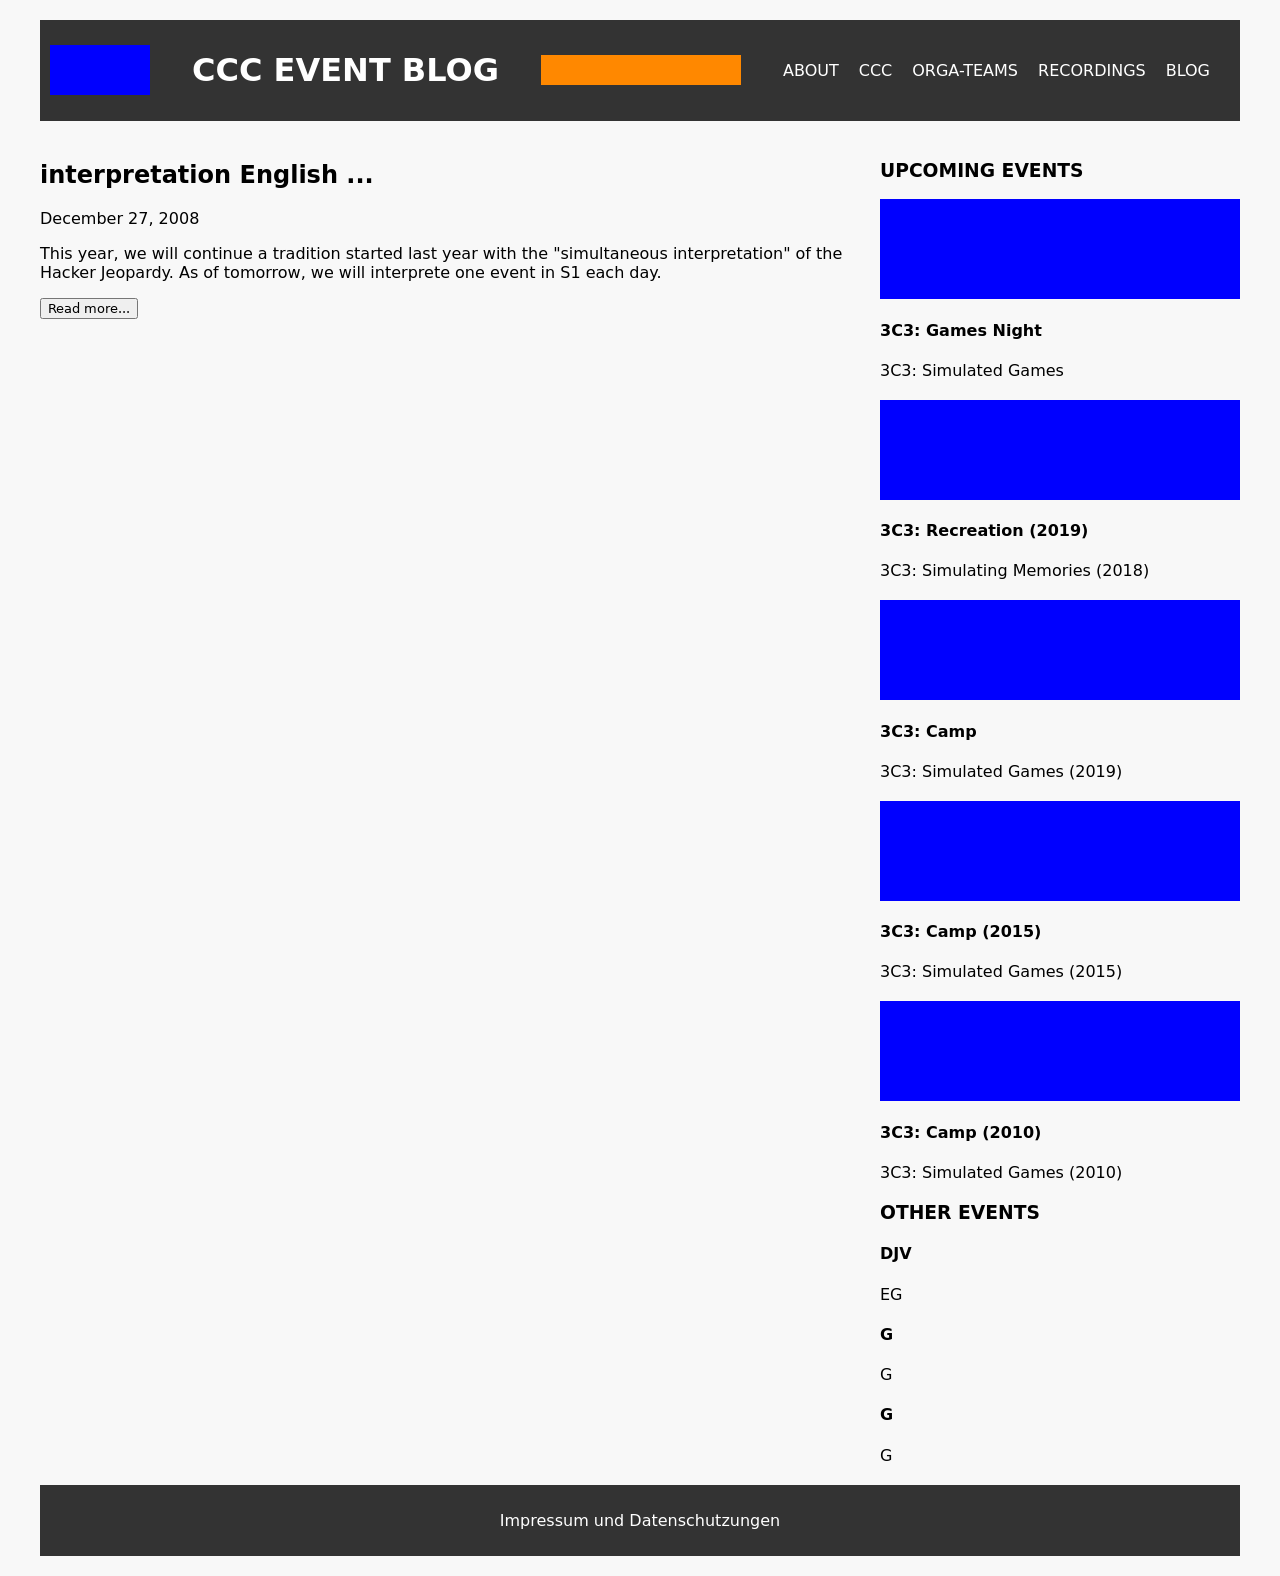 CCC EVENT BLOG
ABOUT CCC ORGA-TEAMS RECORDINGS BLOG
interpretation English ...
December 27, 2008
This year, we will continue a tradition started last year with the "simultaneous interpretation" of the
Hacker Jeopardy. As of tomorrow, we will interprete one event in S1 each day.
Read more...
UPCOMING EVENTS
3C3: Games Night
3C3: Simulated Games
3C3: Recreation (2019)
3C3: Simulating Memories (2018)
3C3: Camp
3C3: Simulated Games (2019)
3C3: Camp (2015)
3C3: Simulated Games (2015)
3C3: Camp (2010)
3C3: Simulated Games (2010)
OTHER EVENTS
DJV
EG
G
G
G
G
Impressum und Datenschutzungen